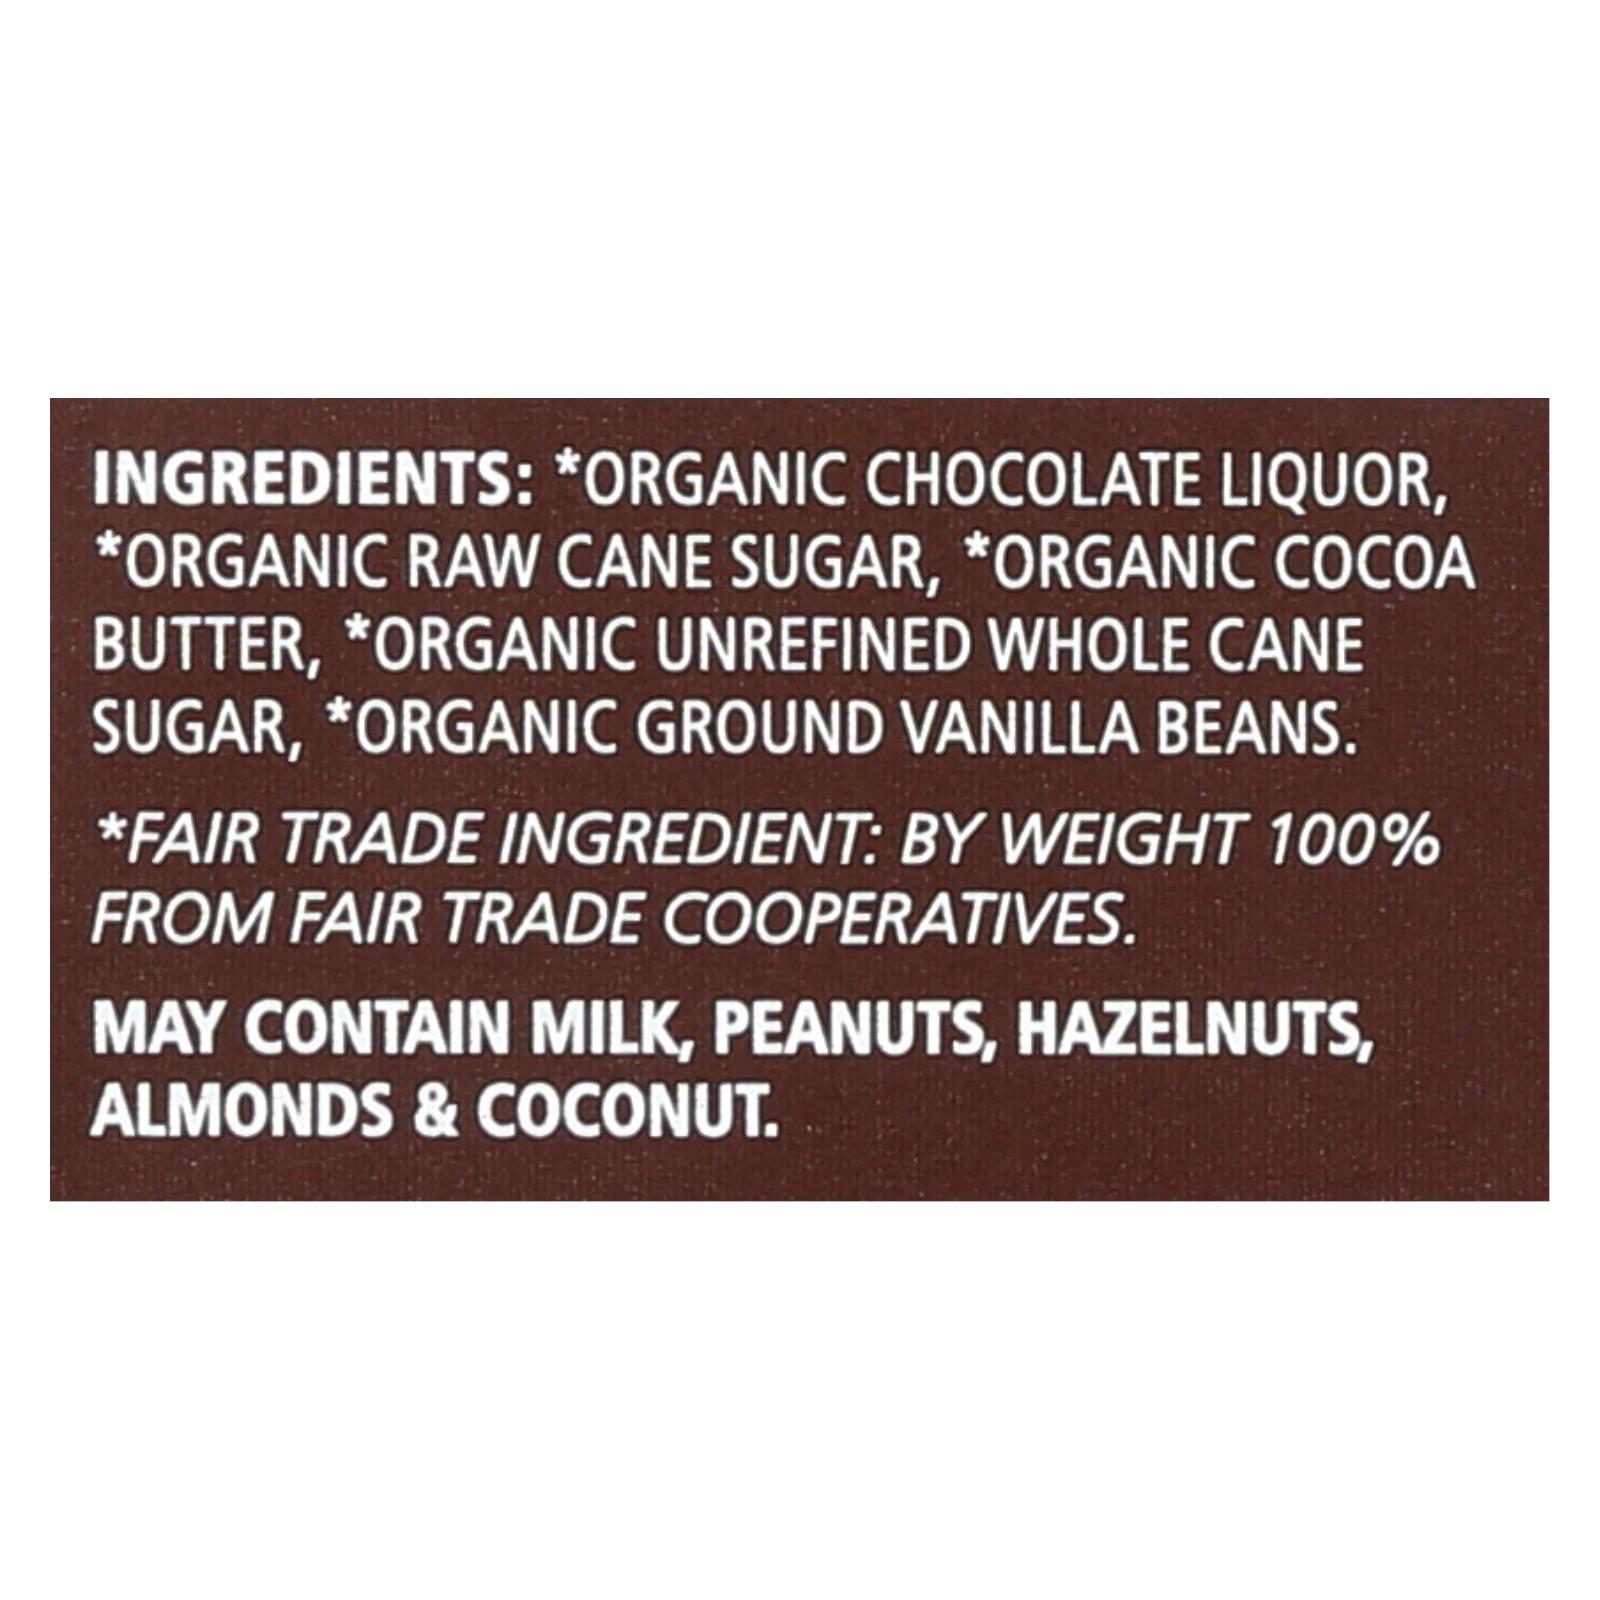 INGREDIENTS: *ORGANIC CHOCOLATE LIQUOR,
*ORGANIC RAW CANE SUGAR, *ORGANIC COCOA
BUTTER, *ORGANIC UNREFINED WHOLE CANE
SUGAR, *ORGANIC GROUND VANILLA BEANS.
*FAIR TRADE INGREDIENT: BY WEIGHT 100%
FROM FAIR TRADE COOPERATIVES.
MAY CONTAIN MILK, PEANUTS, HAZELNUTS,
ALMONDS & COCONUT.